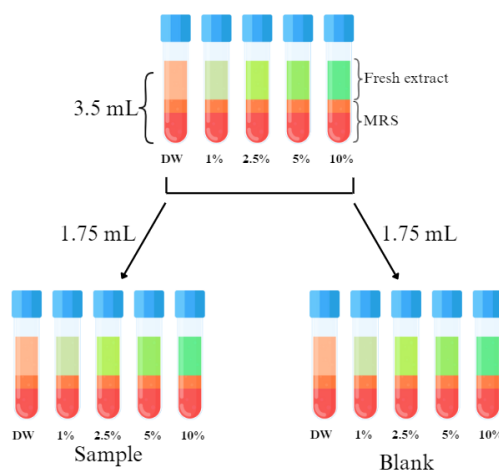 Fresh extract
3.5 mL
MRS
DW 1% 2.5% 5% 10%
1.75 mL 1.75 mL
DW 1% 2.5% 5% 10% DW 1% 2.5% 5% 10%
Sample Blank